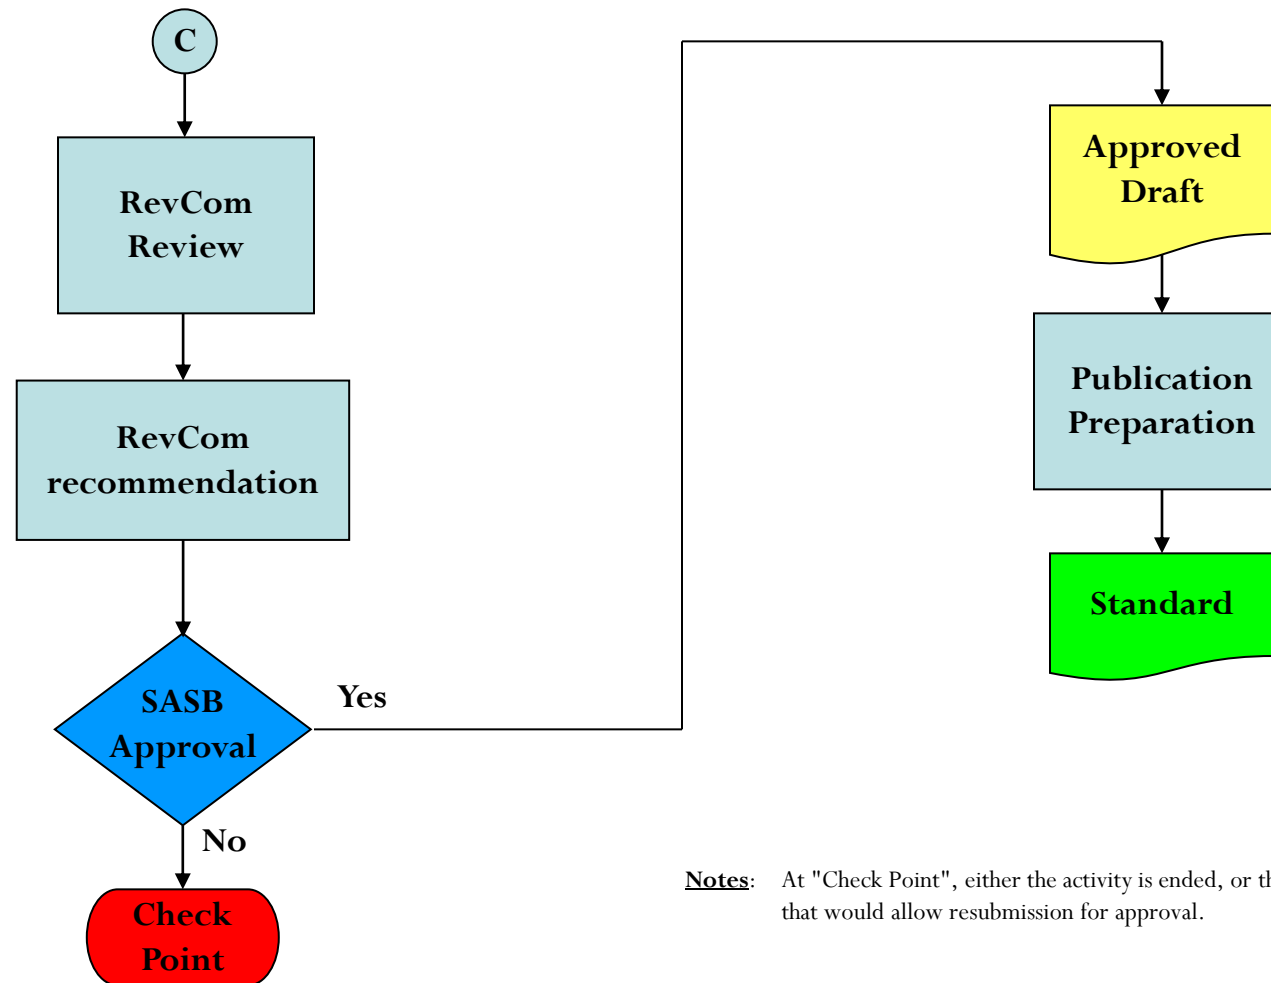 C
RevCom
Review
RevCom
recommendation
SASB
Approval
Yes
No
Check
Point
Approved
Draft
Publication
Preparation
Standard
Notes: At "Check Point", either the activity is ended, or
that would allow resubmission for approval.